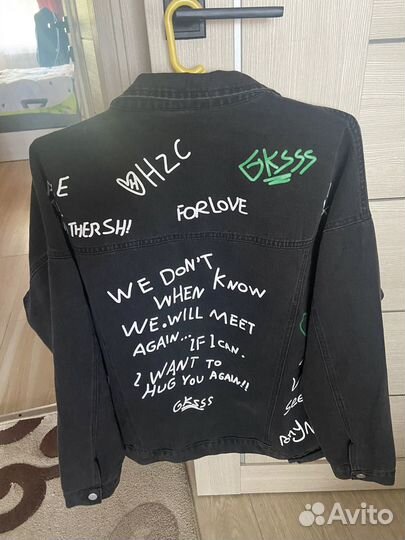 E
♡H2C
GKSSS
THERSH!
FORLOVE
WE DON'T
WHEN KNOW
WE.WILL MEET
AGAIN... IF I CAN.
I WANT TO
HUG YOU AGAIN!!
GKSSS
Avito